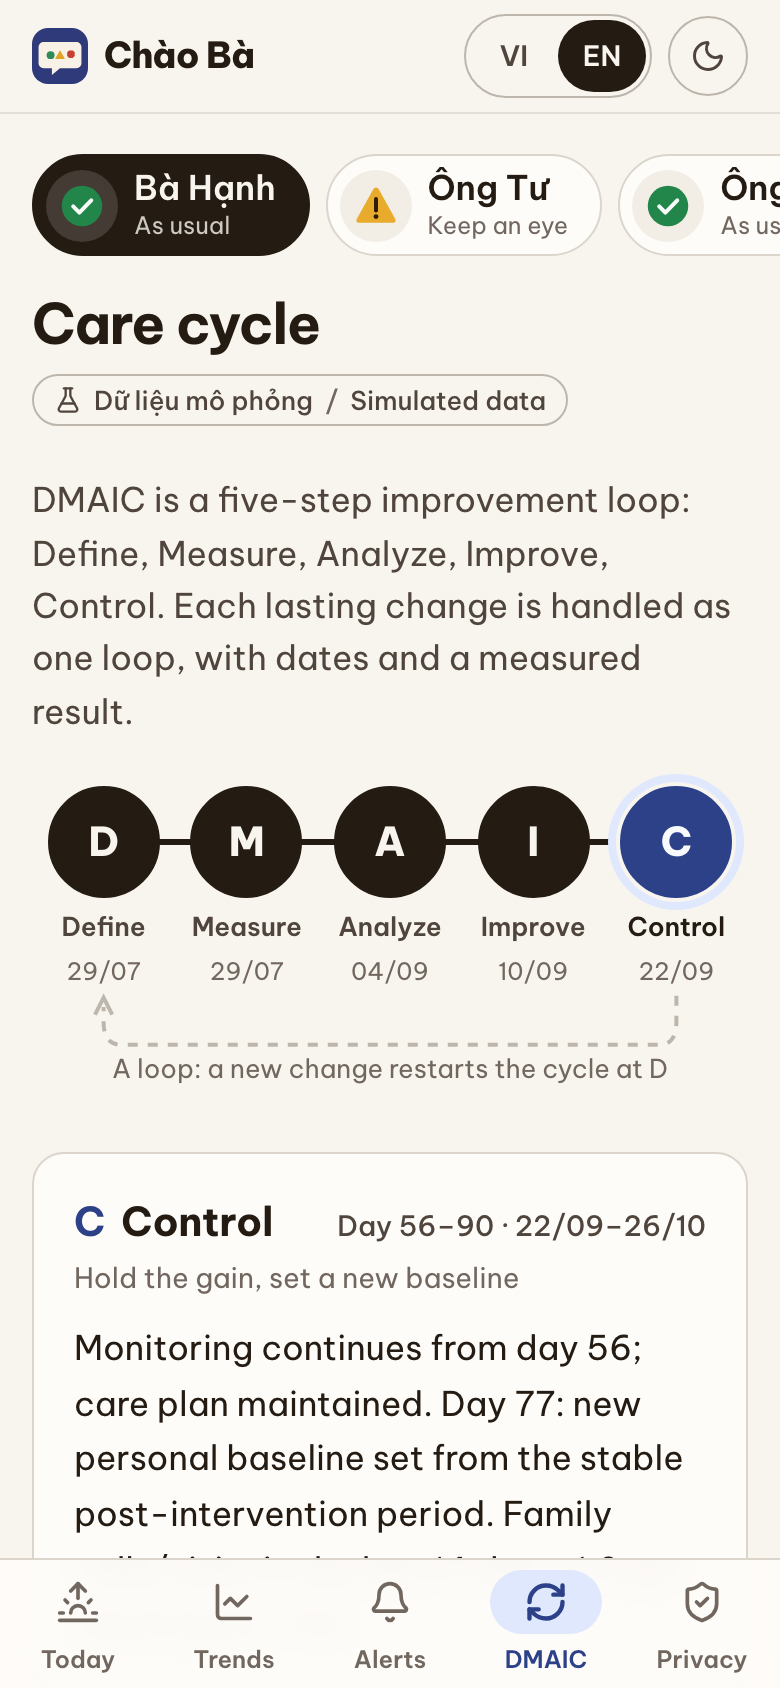 Chào Bà
VI
EN
Bà Hạnh
As usual
Ông Tư
Keep an eye
Care cycle
Dữ liệu mô phỏng / Simulated data
DMAIC is a five-step improvement loop:
Define, Measure, Analyze, Improve,
Control. Each lasting change is handled as
one loop, with dates and a measured
result.
D
M
A
I
C
Define
Measure
Analyze
Improve
Control
29/07
29/07
04/09
10/09
22/09
A loop: a new change restarts the cycle at D
C Control
Day 56–90 · 22/09–26/10
Hold the gain, set a new baseline
Monitoring continues from day 56;
care plan maintained. Day 77: new
personal baseline set from the stable
post-intervention period. Family
Today
Trends
Alerts
DMAIC
Privacy